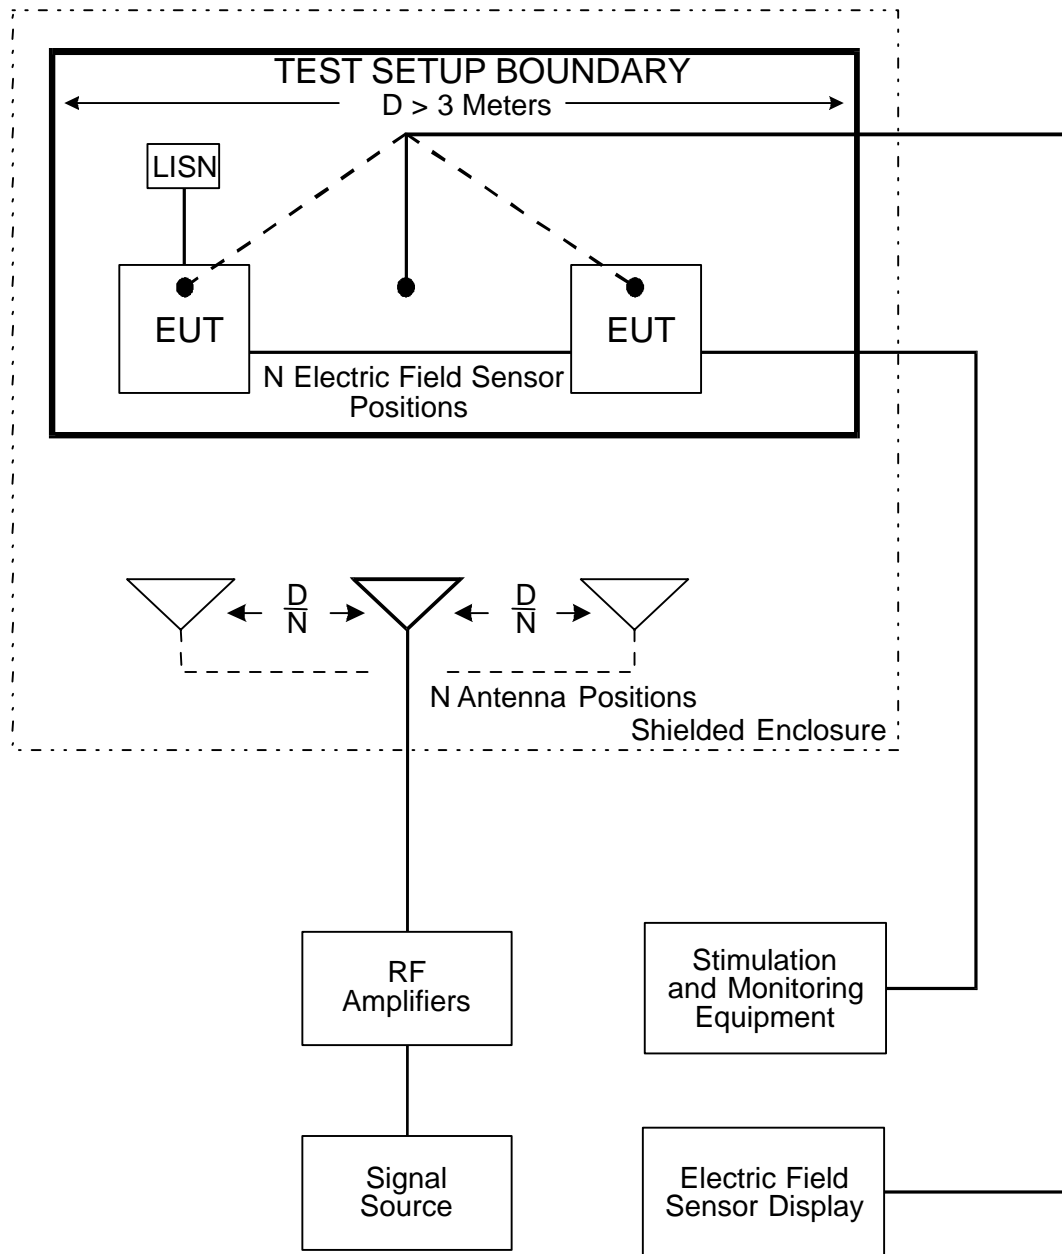 TEST SETUP BOUNDARY
D > 3 Meters
LISN
EUT
EUT
N Electric Field Sensor
Positions
D
N
D
N
N Antenna Positions
Shielded Enclosure
RF
Amplifiers
Stimulation
and Monitoring
Equipment
Signal
Source
Electric Field
Sensor Display